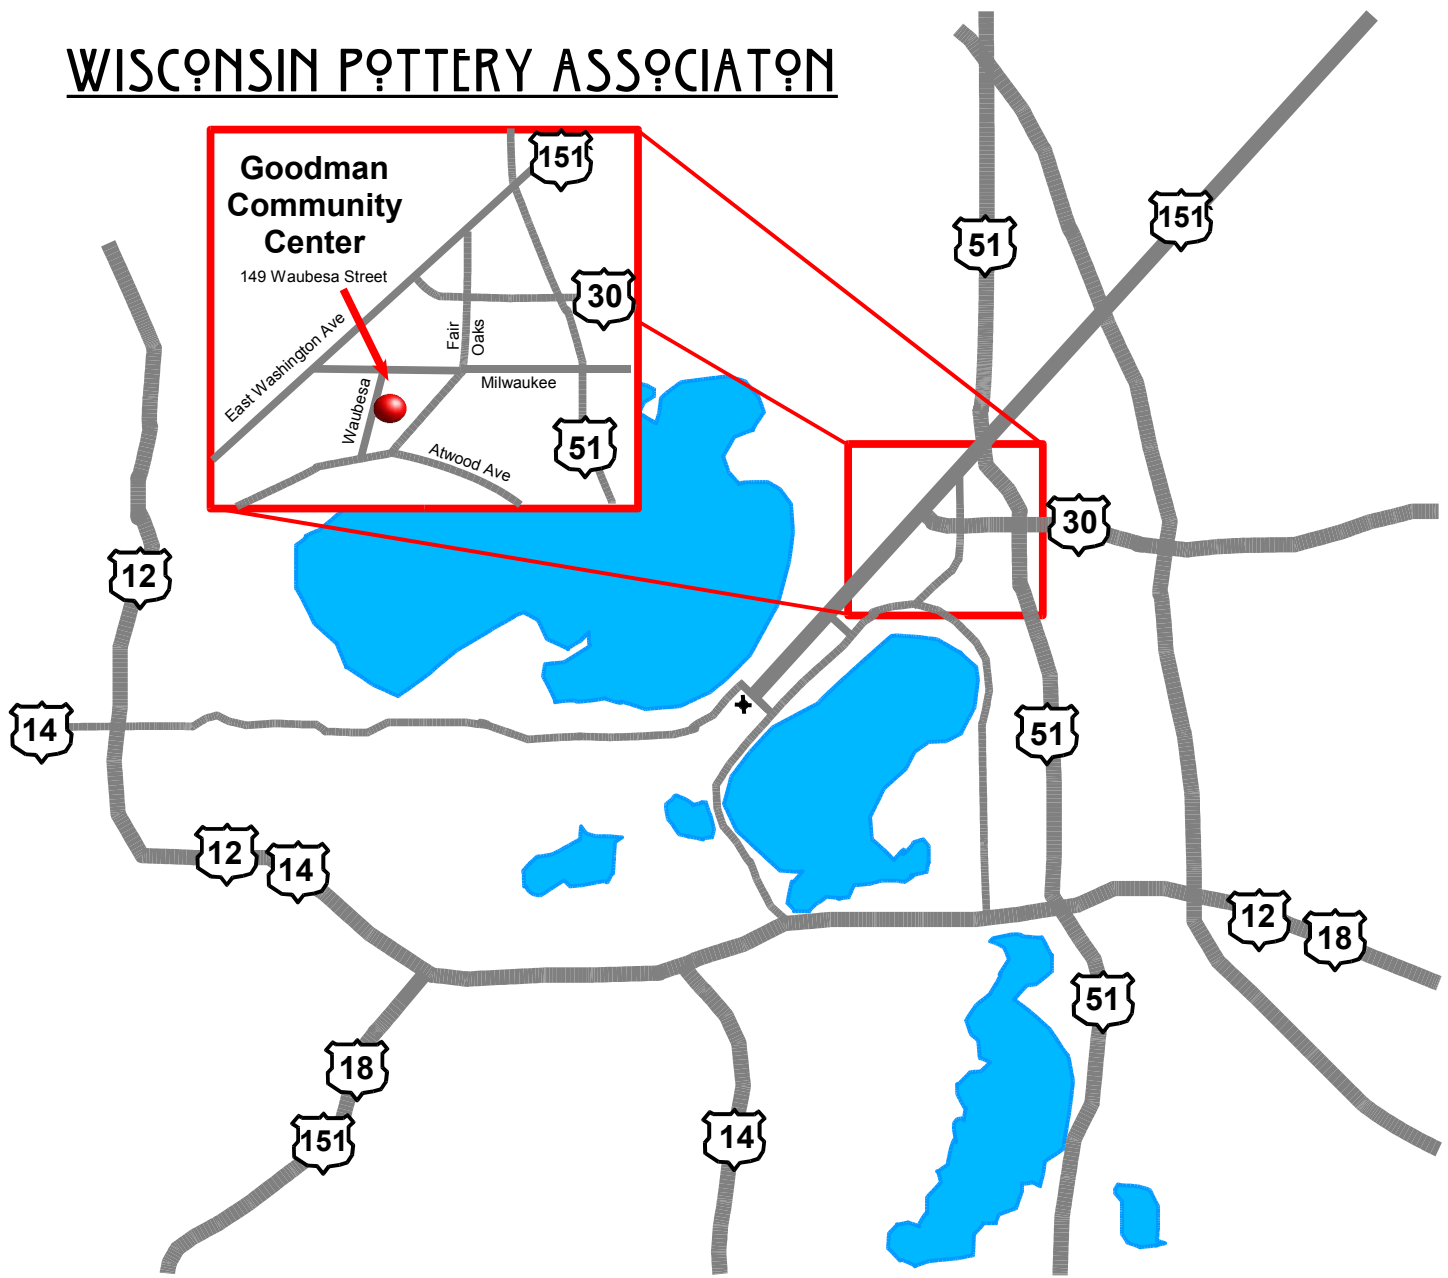 WISCONSIN POTTERY ASSOCIATON
Goodman
Community
Center
149 Waubesa Street
151
30
East Washington Ave
Fair
Oaks
Milwaukee
Waubesa
Atwood Ave
51
151
51
12
30
14
51
12
14
12
18
51
18
151
14